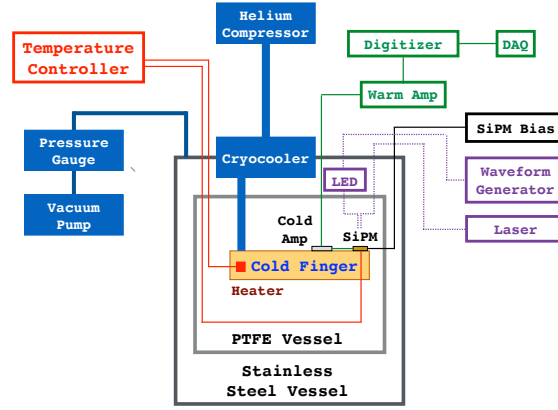 Helium
Compressor
Temperature
Controller
Digitizer
DAQ
Warm Amp
SiPM Bias
Pressure
Gauge
Cryocooler
LED
Waveform
Generator
Vacuum
Pump
Cold
Amp
SiPM
Laser
Cold Finger
Heater
PTFE Vessel
Stainless
Steel Vessel